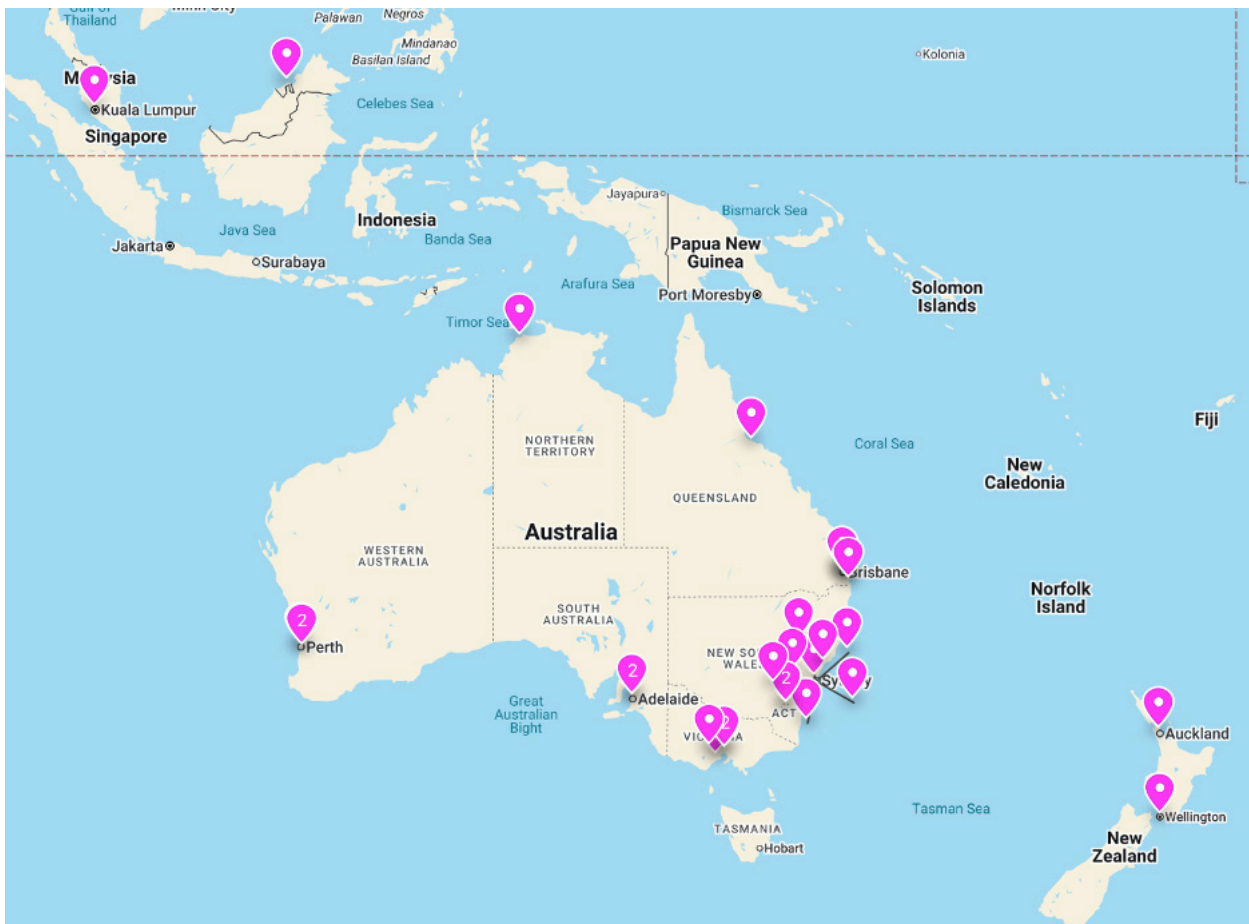 Palawan
Negros
Thailand
Mindanao
Basilan Island
Kolonia
Kuala Lumpur
Celebes Sea
Singapore
Jayapura
Bismarck Sea
Indonesia
Java Sea
Banda Sea
Jakarta
Papua New
Guinea
Surabaya
Arafura Sea
Port Moresby
Solomon
Islands
Timor Sea
Fiji
NORTHERN
TERRITORY
Coral Sea
New
Caledonia
QUEENSLAND
Australia
WESTERN
AUSTRALIA
Brisbane
Norfolk
Island
SOUTH
AUSTRALIA
2
Perth
2
Adelaide
2
Great
Australian
Bight
ACT
2
Auckland
Tasman Sea
Wellington
TASMANIA
Hobart
New
Zealand